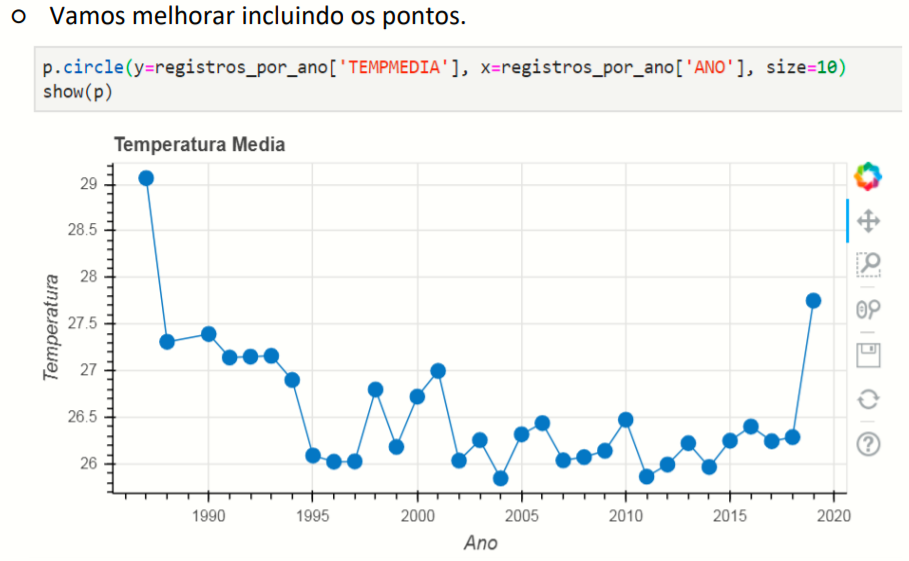 ○ Vamos melhorar incluindo os pontos.
p.circle(y=registros_por_ano['TEMPMEDIA'], x=registros_por_ano['ANO'], size=10)
show(p)
Temperatura Media
29
28.5
28
27.5
27
26.5
26
Temperatura
1990 1995 2000 2005 2010 2015 2020
Ano